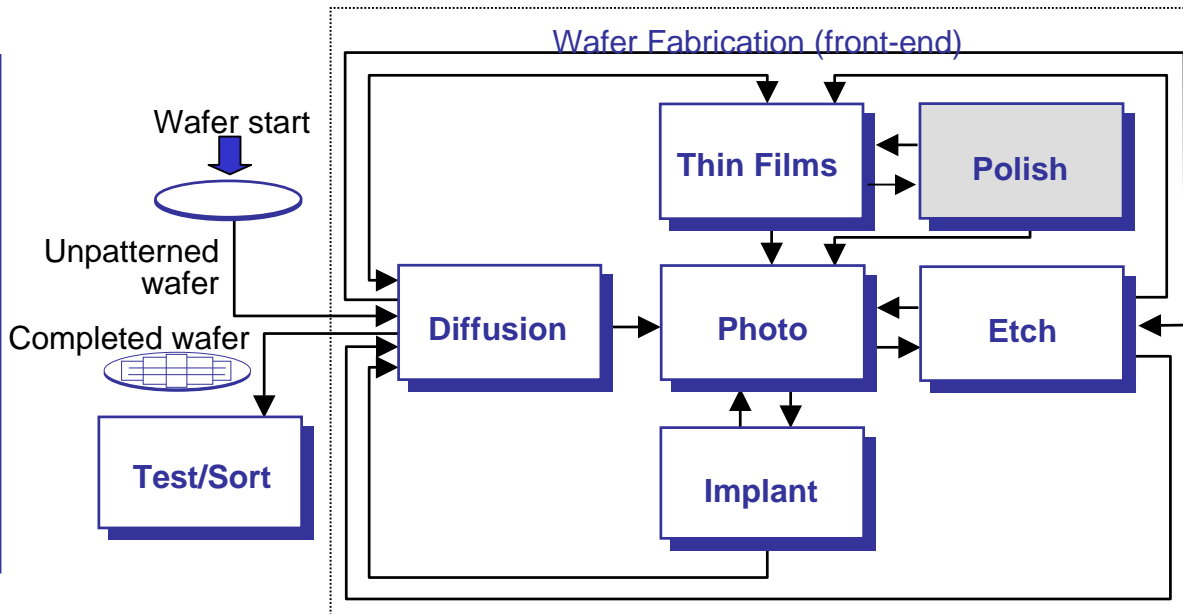 Wafer Fabrication (front-end)
Wafer start
Thin Films
Polish
Unpatterned
wafer
Diffusion
Photo
Etch
Completed wafer
Test/Sort
Implant